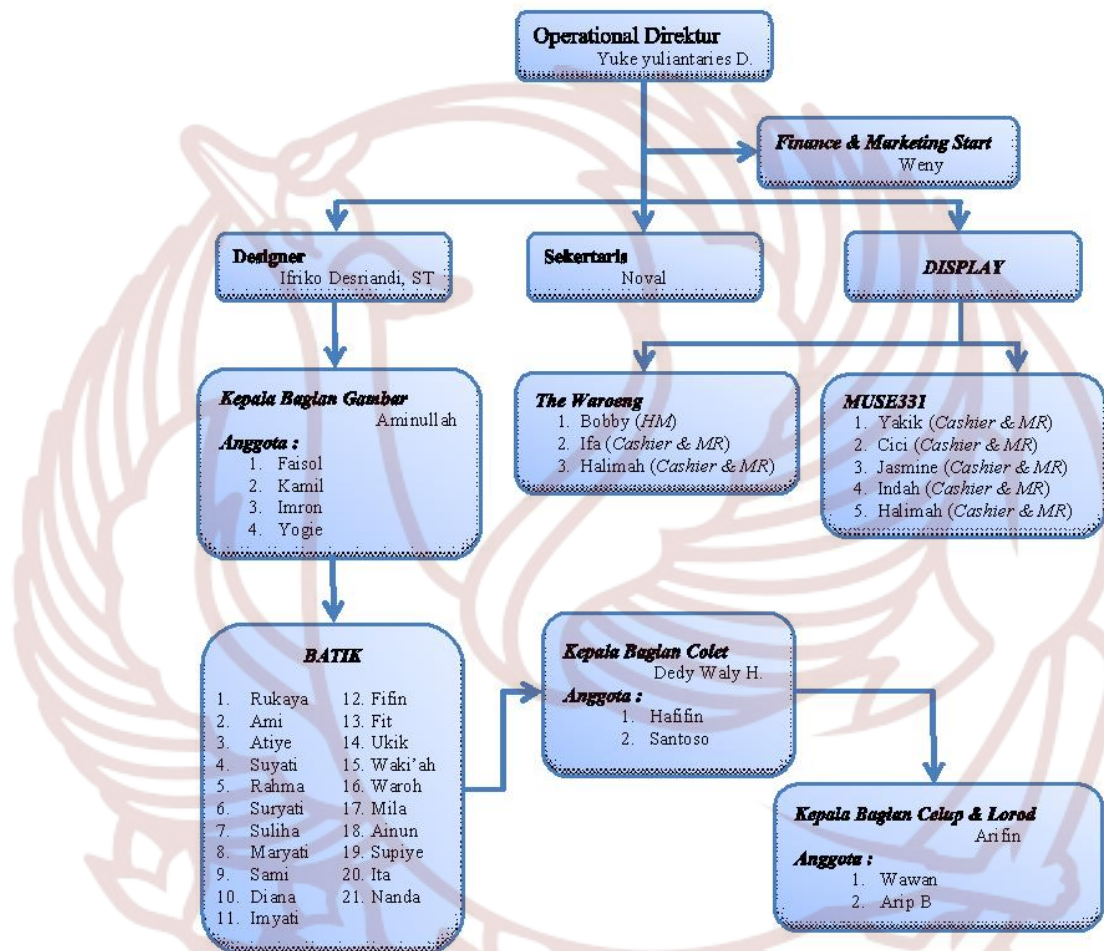 Operational Direktur
Yuke yuliantaries D.
Finance & Marketing Start
Weny
Designer
Ifriko Desriandi, ST
Sekertaris
Noval
DISPLAY
Kepala Bagian Gambar
Aminullah
Anggota :
1. Faisol
2. Kamil
3. Imron
4. Yogie
The Waroeng
1. Bobby (HM)
2. Ifa (Cashier & MR)
3. Halimah (Cashier & MR)
MUSE331
1. Yakik (Cashier & MR)
2. Cici (Cashier & MR)
3. Jasmine (Cashier & MR)
4. Indah (Cashier & MR)
5. Halimah (Cashier & MR)
BATIK
1. Rukaya
2. Ami
3. Atiye
4. Suyati
5. Rahma
6. Suryati
7. Suliha
8. Maryati
9. Sami
10. Diana
11. Imyati
12. Fifin
13. Fit
14. Ukik
15. Waki’ah
16. Waroh
17. Mila
18. Ainun
19. Supiye
20. Ita
21. Nanda
Kepala Bagian Colet
Dedy Waly H.
Anggota :
1. Hafifin
2. Santoso
Kepala Bagian Celup & Lorod
Arifin
Anggota :
1. Wawan
2. Arip B